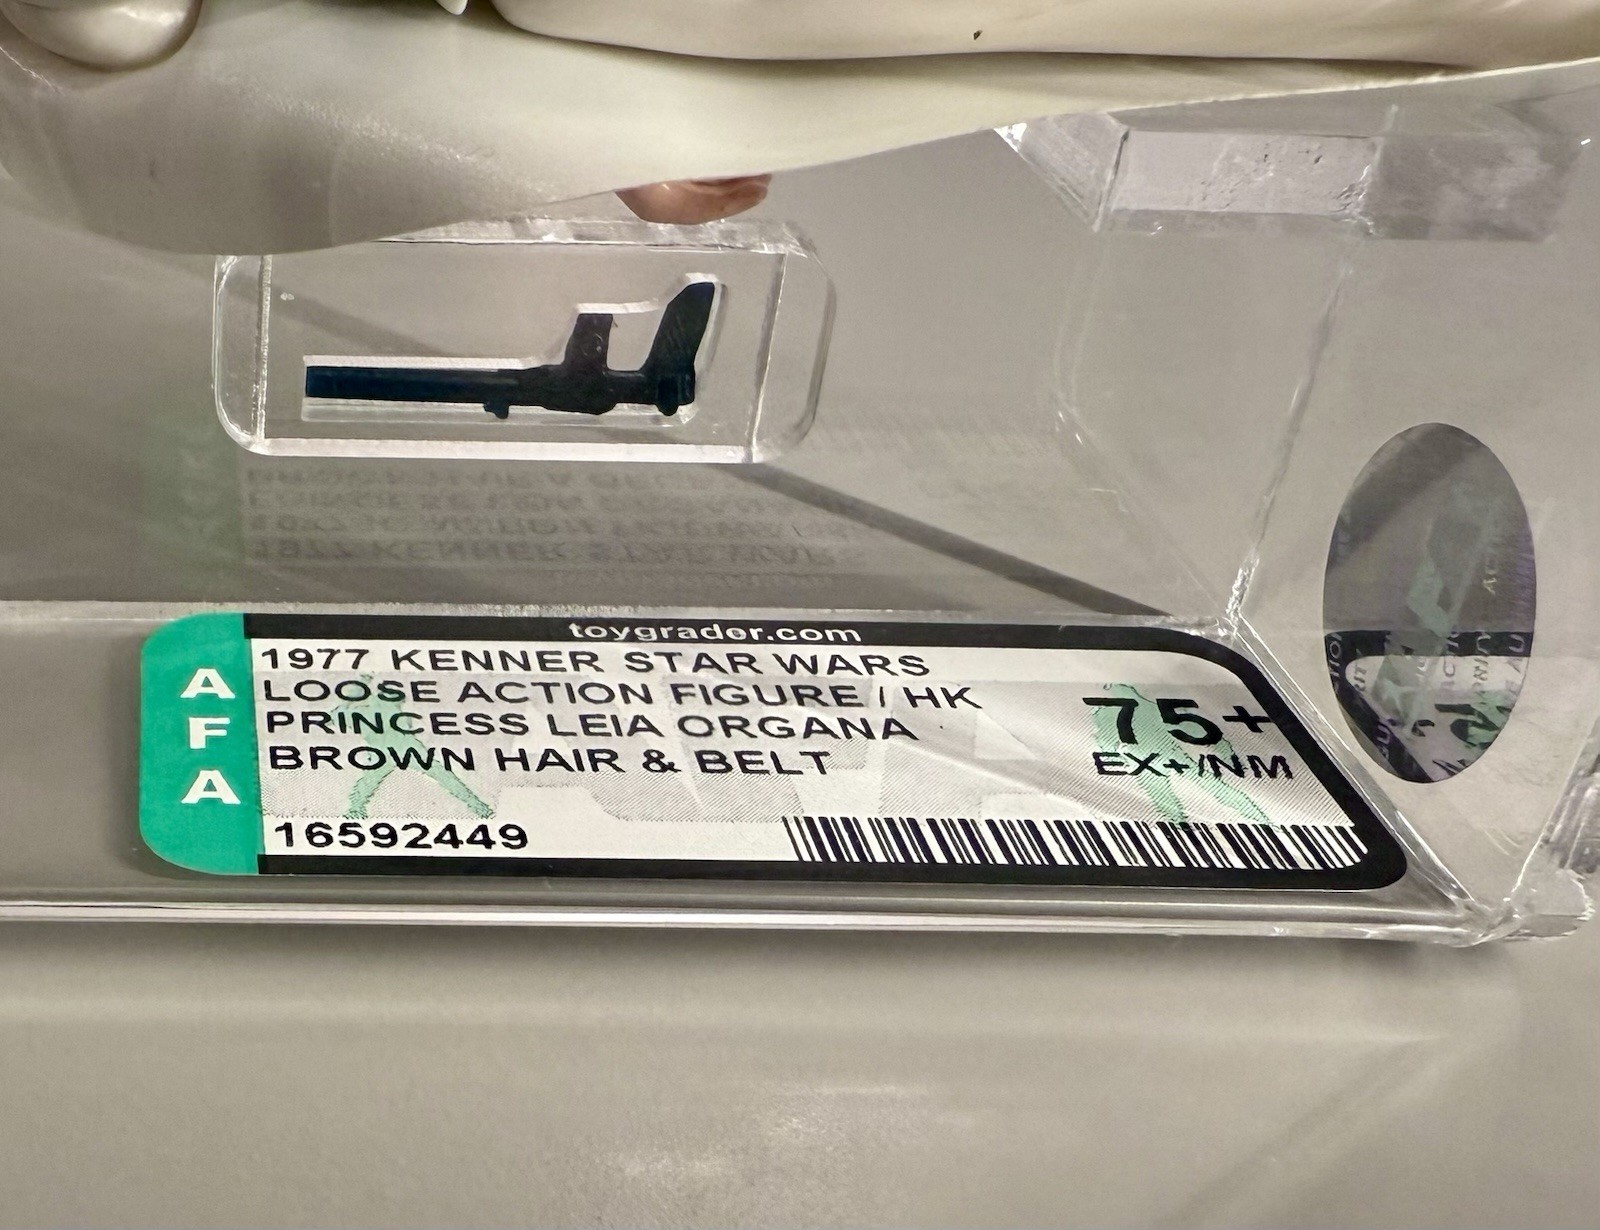 toygrader.com
AFA
1977 KENNER STAR WARS
LOOSE ACTION FIGURE / HK
PRINCESS LEIA ORGANA
BROWN HAIR & BELT
75+
EX+/NM
16592449